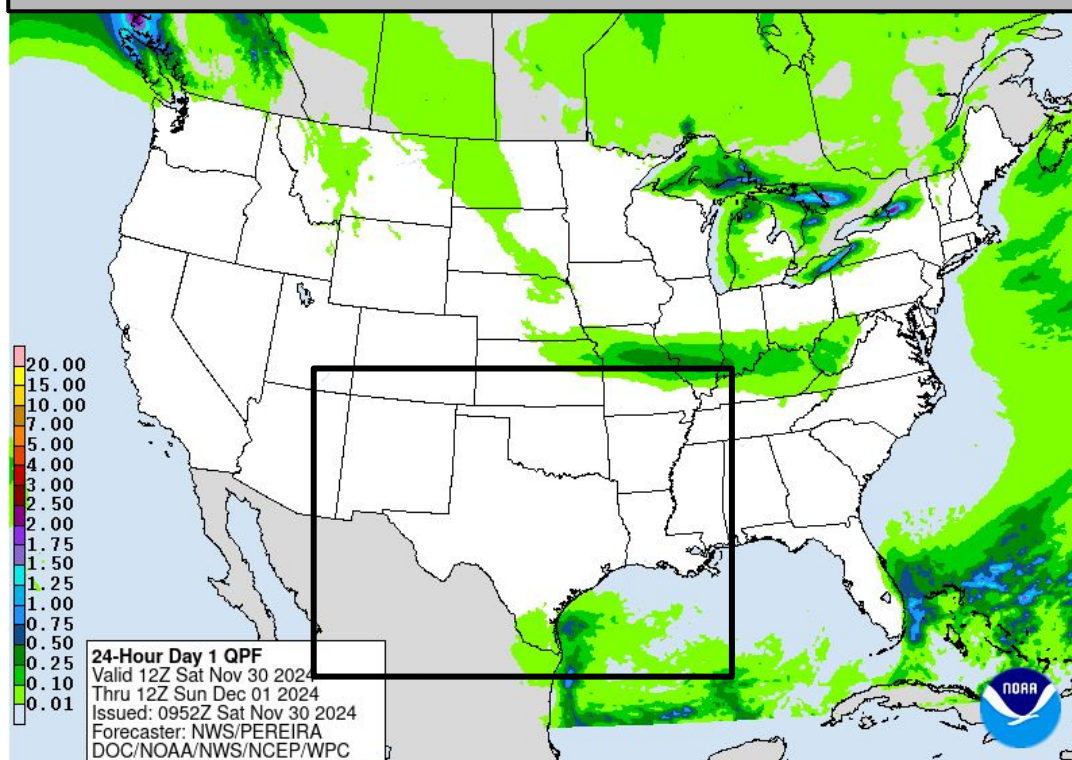 20.00
15.00
10.00
7.00
5.00
4.00
3.00
2.50
2.00
1.75
1.50
1.25
1.00
0.75
0.50
0.25
0.10
0.01
24-Hour Day 1 QPF
Valid 12Z Sat Nov 30 2024
Thru 12Z Sun Dec 01 2024
Issued: 0952Z Sat Nov 30 2024
Forecaster: NWS/PEREIRA
DOC/NOAA/NWS/NCEP/WPC
NOAA